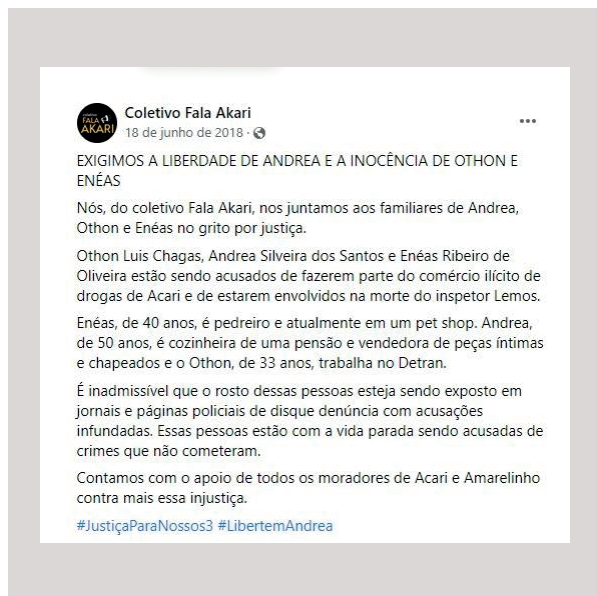 coletivo
FALA
AKARI
Coletivo Fala Akari
18 de junho de 2018 ·
EXIGIMOS A LIBERDADE DE ANDREA E A INOCÊNCIA DE OTHON E
ENÉAS
Nós, do coletivo Fala Akari, nos juntamos aos familiares de Andrea,
Othon e Enéas no grito por justiça.
Othon Luis Chagas, Andrea Silveira dos Santos e Enéas Ribeiro de
Oliveira estão sendo acusados de fazerem parte do comércio ilícito de
drogas de Acari e de estarem envolvidos na morte do inspetor Lemos.
Enéas, de 40 anos, é pedreiro e atualmente em um pet shop. Andrea,
de 50 anos, é cozinheira de uma pensão e vendedora de peças íntimas
e chapeados e o Othon, de 33 anos, trabalha no Detran.
É inadmissível que o rosto dessas pessoas esteja sendo exposto em
jornais e páginas policiais de disque denúncia com acusações
infundadas. Essas pessoas estão com a vida parada sendo acusadas de
crimes que não cometeram.
Contamos com o apoio de todos os moradores de Acari e Amarelinho
contra mais essa injustiça.
#JustiçaParaNossos3 #LibertemAndrea